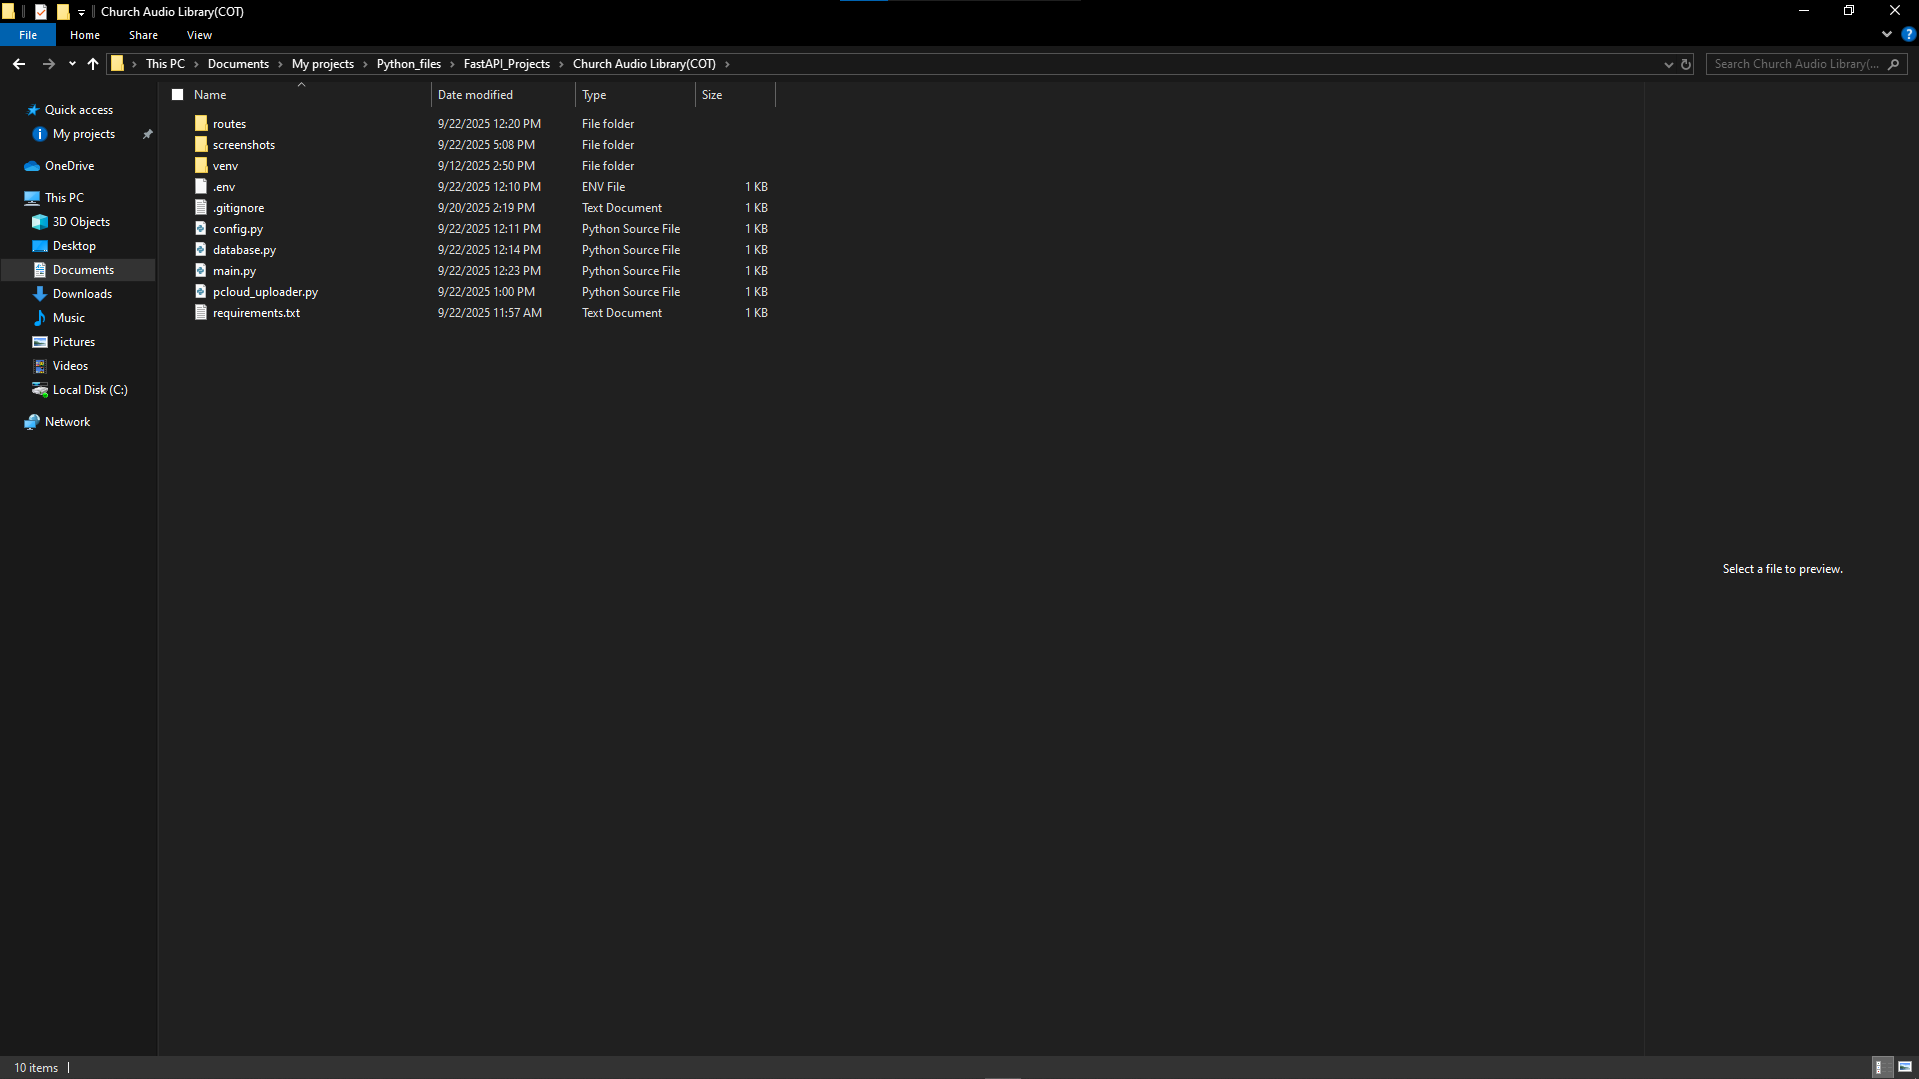 Church Audio Library(COT)
File Home Share View
This PC Documents My projects Python_files FastAPI_Projects Church Audio Library(COT)
Search Church Audio Library(...
Quick access
My projects
OneDrive
This PC
3D Objects
Desktop
Documents
Downloads
Music
Pictures
Videos
Local Disk (C:)
Network
Name Date modified Type Size
routes 9/22/2025 12:20 PM File folder
screenshots 9/22/2025 5:08 PM File folder
venv 9/12/2025 2:50 PM File folder
.env 9/22/2025 12:10 PM ENV File 1 KB
.gitignore 9/20/2025 2:19 PM Text Document 1 KB
config.py 9/22/2025 12:11 PM Python Source File 1 KB
database.py 9/22/2025 12:14 PM Python Source File 1 KB
main.py 9/22/2025 12:23 PM Python Source File 1 KB
pcloud_uploader.py 9/22/2025 1:00 PM Python Source File 1 KB
requirements.txt 9/22/2025 11:57 AM Text Document 1 KB
Select a file to preview.
10 items